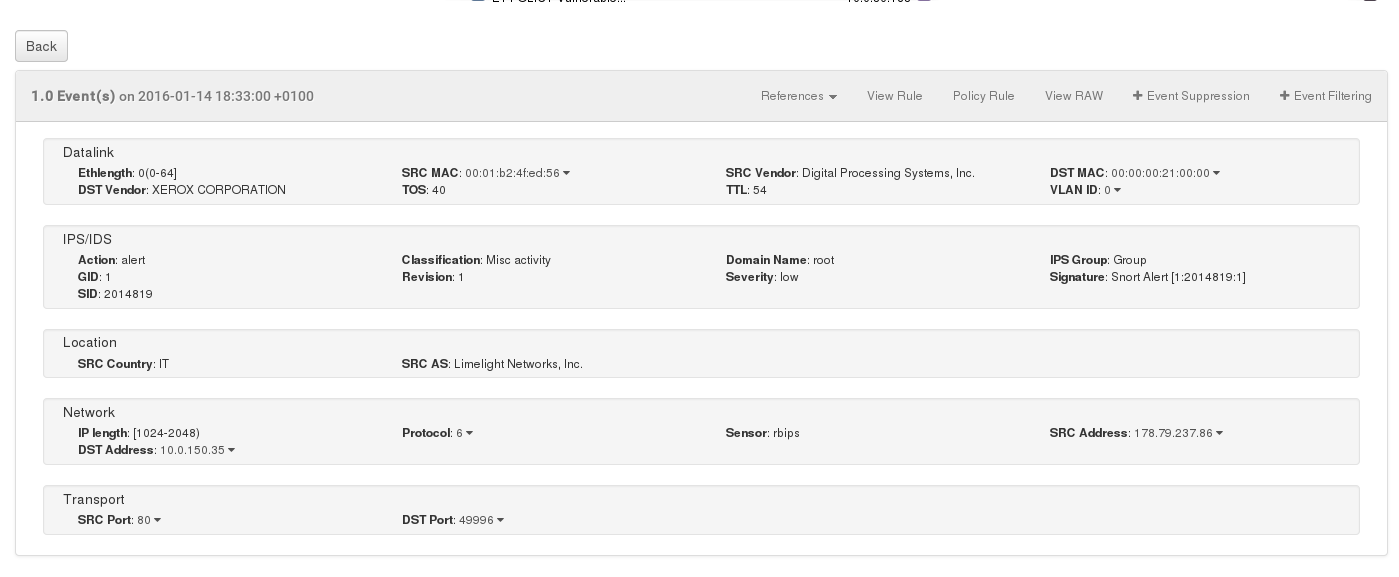 Back
1.0 Event(s) on 2016-01-14 18:33:00 +0100 References View Rule Policy Rule View RAW + Event Suppression + Event Filtering
Datalink
Ethlength: 0(0-64] SRC MAC: 00:01:b2:4f:ed:56 SRC Vendor: Digital Processing Systems, Inc. DST MAC: 00:00:00:21:00:00
DST Vendor: XEROX CORPORATION TOS: 40 TTL: 54 VLAN ID: 0
IPS/IDS
Action: alert Classification: Misc activity Domain Name: root IPS Group: Group
GID: 1 Revision: 1 Severity: low Signature: Snort Alert [1:2014819:1]
SID: 2014819
Location
SRC Country: IT SRC AS: Limelight Networks, Inc.
Network
IP length: [1024-2048) Protocol: 6 Sensor: rbips SRC Address: 178.79.237.86
DST Address: 10.0.150.35
Transport
SRC Port: 80 DST Port: 49996